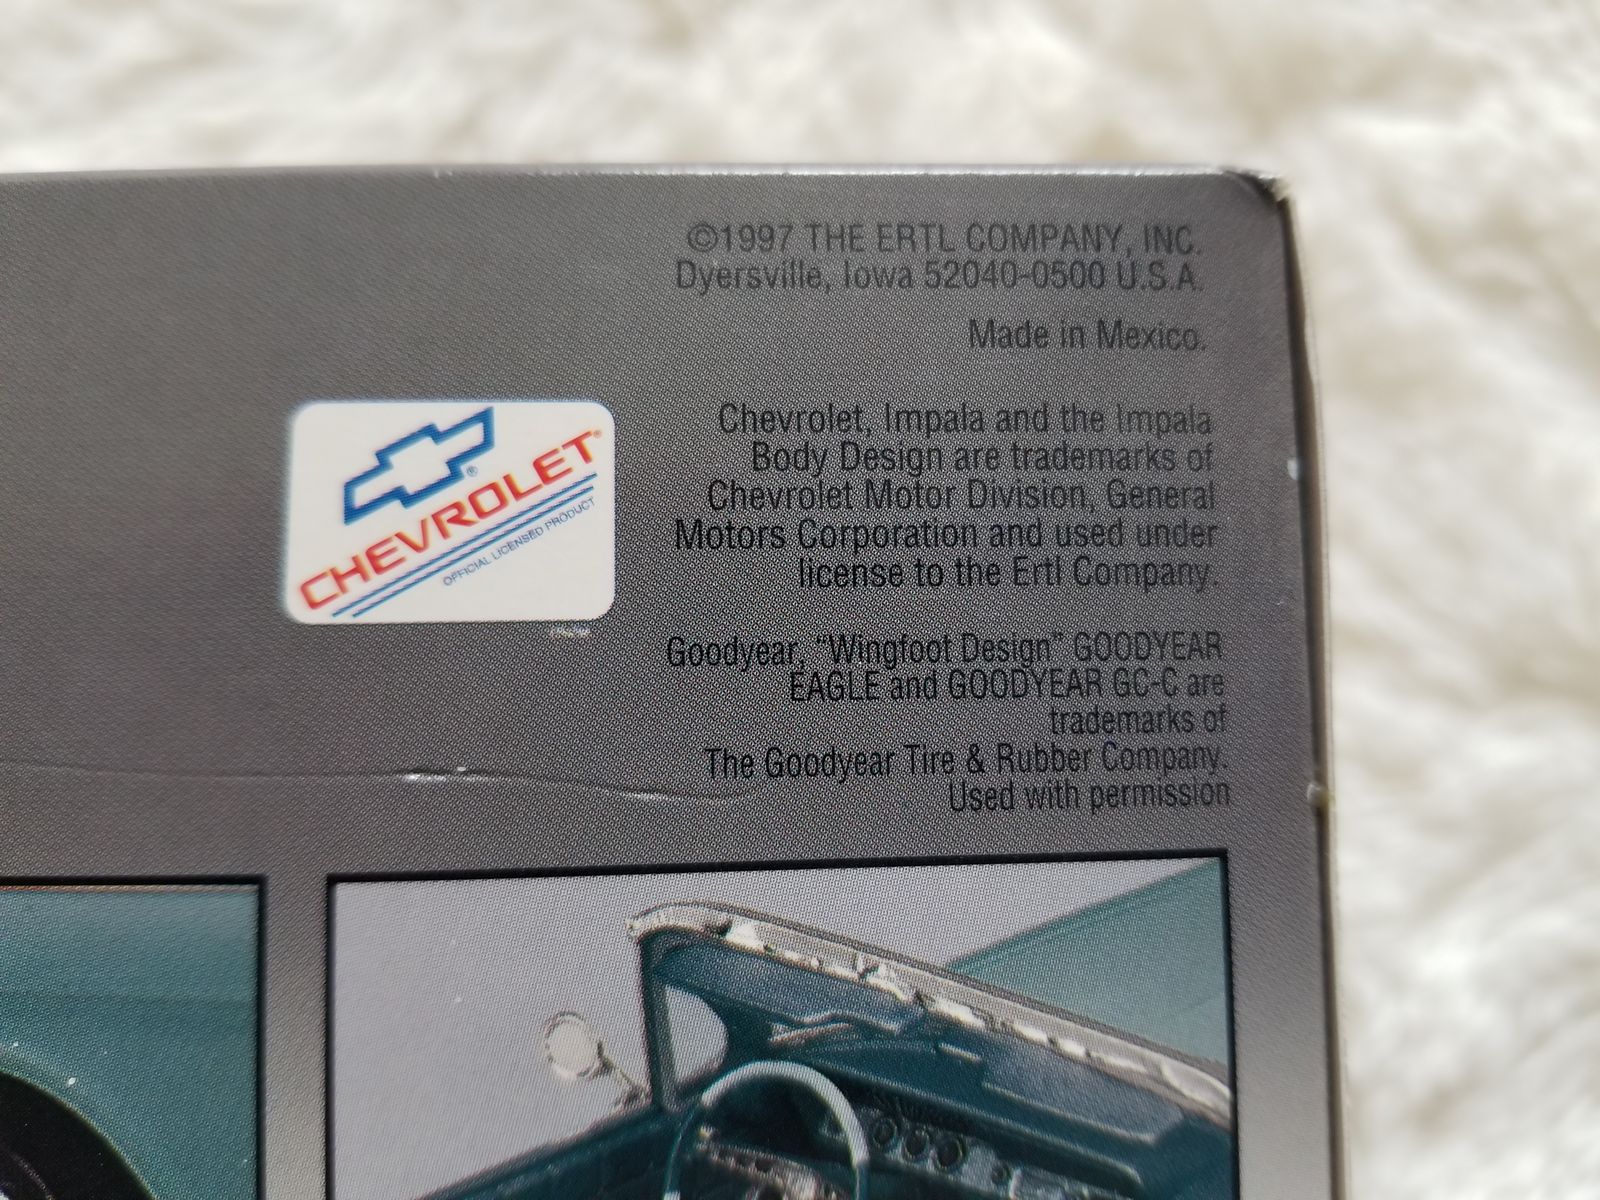 ©1997 THE ERTL COMPANY, INC.
Dyersville, Iowa 52040-0500 U.S.A.
Made in Mexico.
CHEVROLET®
OFFICIAL LICENSED PRODUCT
Chevrolet, Impala and the Impala
Body Design are trademarks of
Chevrolet Motor Division, General
Motors Corporation and used under
license to the Ertl Company.
Goodyear, “Wingfoot Design” GOODYEAR
EAGLE and GOODYEAR GC-C are
trademarks of
The Goodyear Tire & Rubber Company.
Used with permission